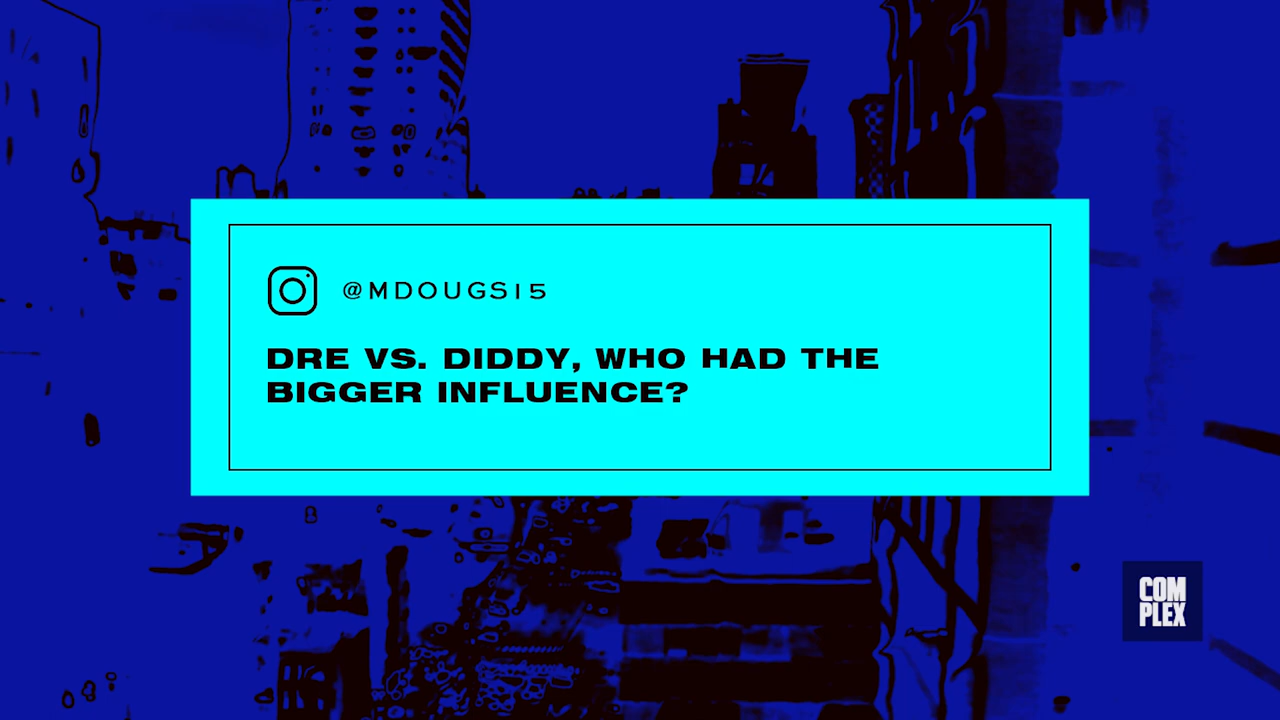 @MDOUGS15
DRE VS. DIDDY, WHO HAD THE
BIGGER INFLUENCE?
COM
PLEX